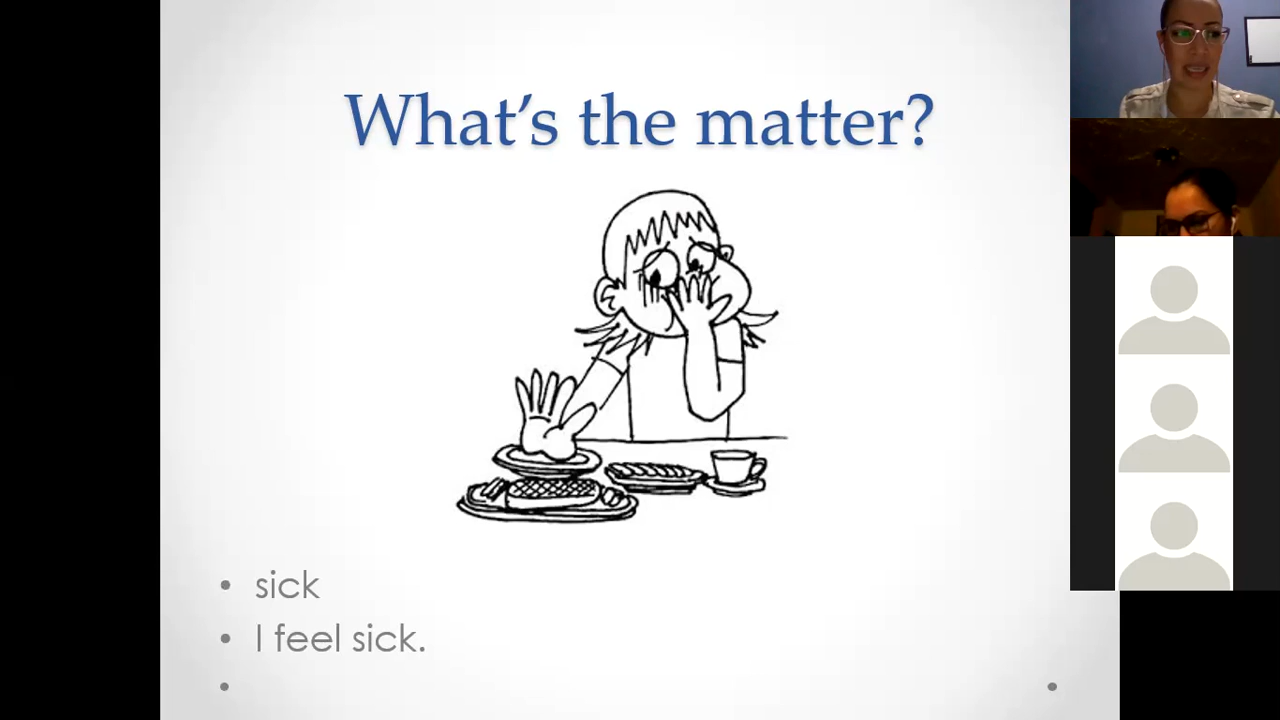 What's the matter?
• sick
• I feel sick.